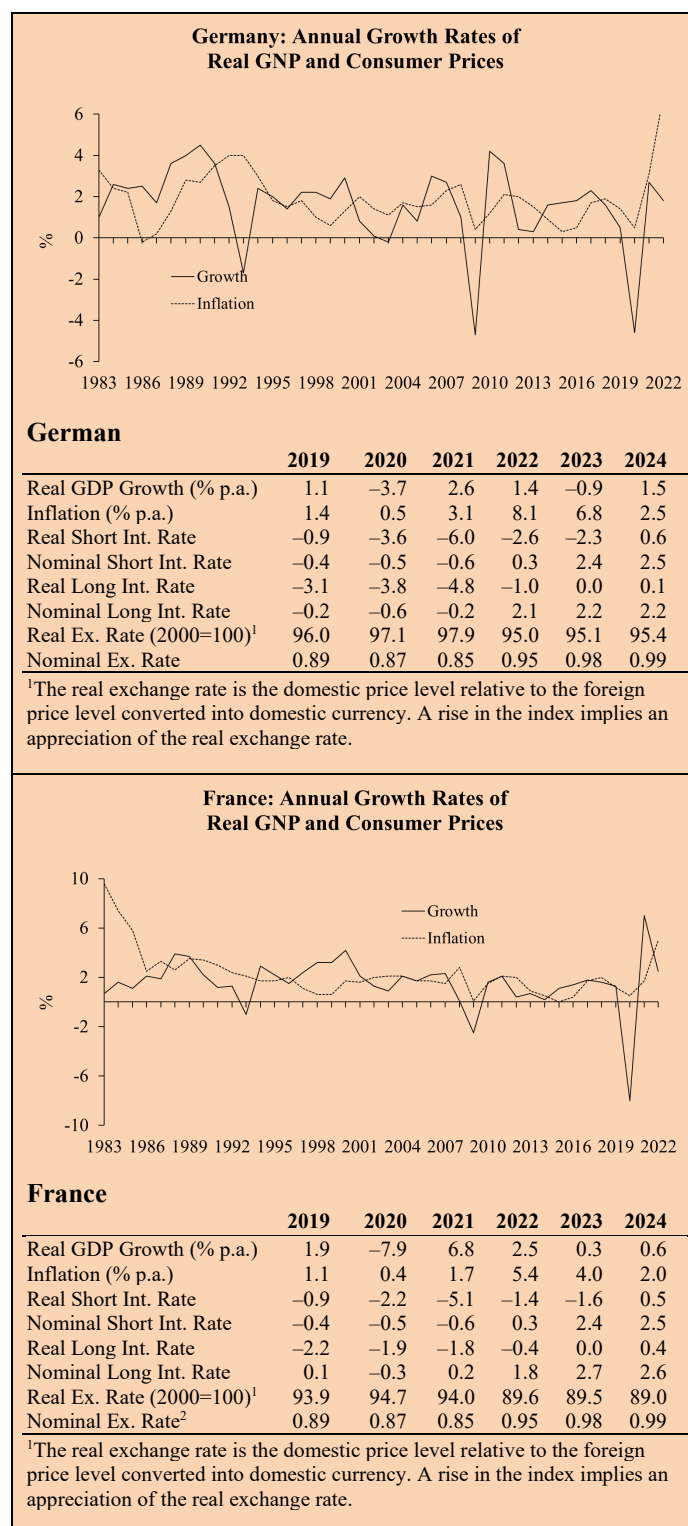 Germany: Annual Growth Rates of
Real GNP and Consumer Prices
6
4
2
0
-2
-4
-6
%
Growth
Inflation
1983 1986 1989 1992 1995 1998 2001 2004 2007 2010 2013 2016 2019 2022
German
2019 2020 2021 2022 2023 2024
Real GDP Growth (% p.a.) 1.1 –3.7 2.6 1.4 –0.9 1.5
Inflation (% p.a.) 1.4 0.5 3.1 8.1 6.8 2.5
Real Short Int. Rate –0.9 –3.6 –6.0 –2.6 –2.3 0.6
Nominal Short Int. Rate –0.4 –0.5 –0.6 0.3 2.4 2.5
Real Long Int. Rate –3.1 –3.8 –4.8 –1.0 0.0 0.1
Nominal Long Int. Rate –0.2 –0.6 –0.2 2.1 2.2 2.2
Real Ex. Rate (2000=100)¹ 96.0 97.1 97.9 95.0 95.1 95.4
Nominal Ex. Rate 0.89 0.87 0.85 0.95 0.98 0.99
¹The real exchange rate is the domestic price level relative to the foreign
price level converted into domestic currency. A rise in the index implies an
appreciation of the real exchange rate.
France: Annual Growth Rates of
Real GNP and Consumer Prices
10
6
2
-2
-6
-10
%
Growth
Inflation
1983 1986 1989 1992 1995 1998 2001 2004 2007 2010 2013 2016 2019 2022
France
2019 2020 2021 2022 2023 2024
Real GDP Growth (% p.a.) 1.9 –7.9 6.8 2.5 0.3 0.6
Inflation (% p.a.) 1.1 0.4 1.7 5.4 4.0 2.0
Real Short Int. Rate –0.9 –2.2 –5.1 –1.4 –1.6 0.5
Nominal Short Int. Rate –0.4 –0.5 –0.6 0.3 2.4 2.5
Real Long Int. Rate –2.2 –1.9 –1.8 –0.4 0.0 0.4
Nominal Long Int. Rate 0.1 –0.3 0.2 1.8 2.7 2.6
Real Ex. Rate (2000=100)¹ 93.9 94.7 94.0 89.6 89.5 89.0
Nominal Ex. Rate² 0.89 0.87 0.85 0.95 0.98 0.99
¹The real exchange rate is the domestic price level relative to the foreign
price level converted into domestic currency. A rise in the index implies an
appreciation of the real exchange rate.